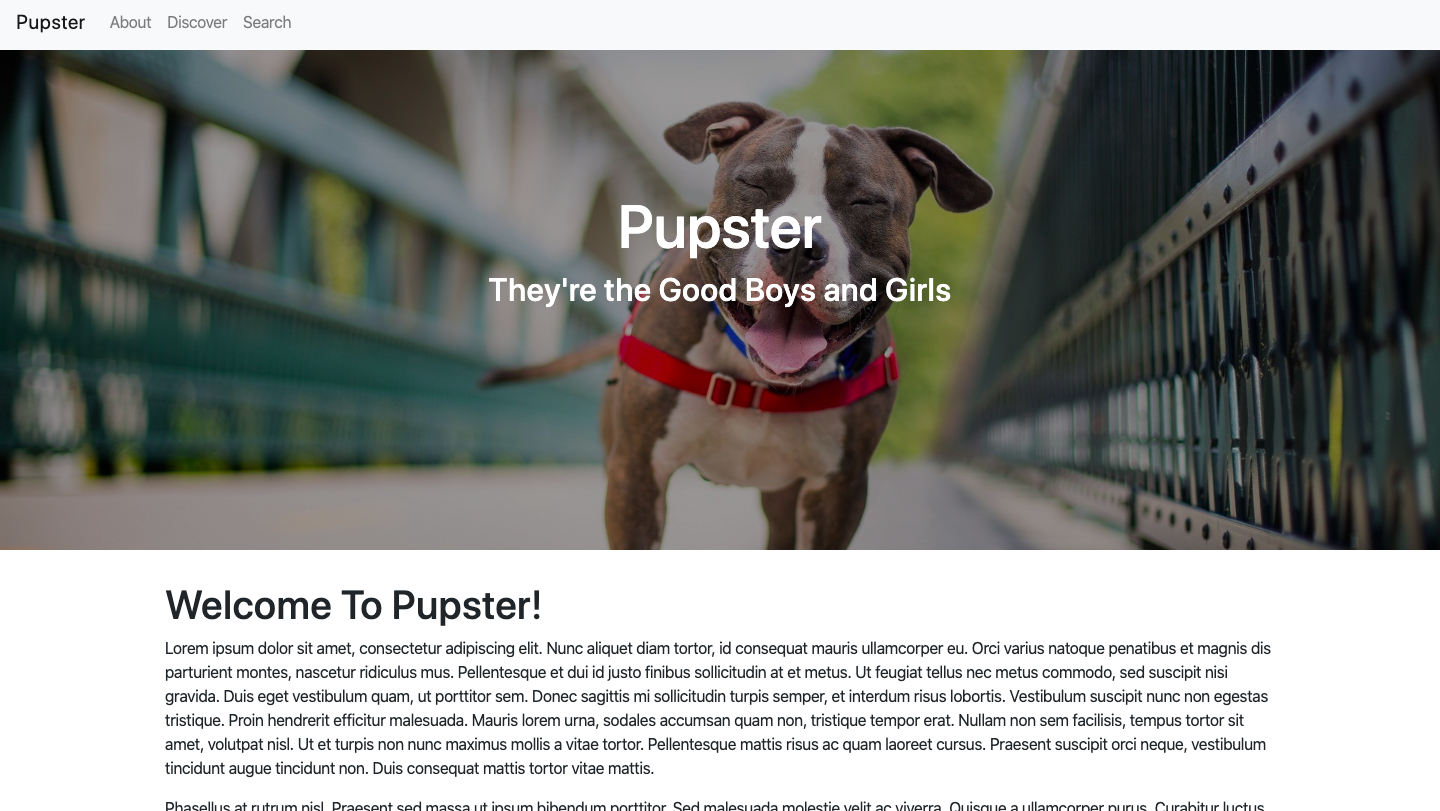 Pupster About Discover Search
Pupster
They're the Good Boys and Girls
Welcome To Pupster!
Lorem ipsum dolor sit amet, consectetur adipiscing elit. Nunc aliquet diam tortor, id consequat mauris ullamcorper eu. Orci varius natoque penatibus et magnis dis
parturient montes, nascetur ridiculus mus. Pellentesque et dui id justo finibus sollicitudin at et metus. Ut feugiat tellus nec metus commodo, sed suscipit nisi
gravida. Duis eget vestibulum quam, ut porttitor sem. Donec sagittis mi sollicitudin turpis semper, et interdum risus lobortis. Vestibulum suscipit nunc non egestas
tristique. Proin hendrerit efficitur malesuada. Mauris lorem urna, sodales accumsan quam non, tristique tempor erat. Nullam non sem facilisis, tempus tortor sit
amet, volutpat nisl. Ut et turpis non nunc maximus mollis a vitae tortor. Pellentesque mattis risus ac quam laoreet cursus. Praesent suscipit orci neque, vestibulum
tincidunt augue tincidunt non. Duis consequat mattis tortor vitae mattis.
Phasellus at rutrum nisl. Praesent sed massa ut ipsum bibendum porttitor. Sed malesuada molestie velit ac viverra. Quisque a ullamcorper purus. Curabitur luctus